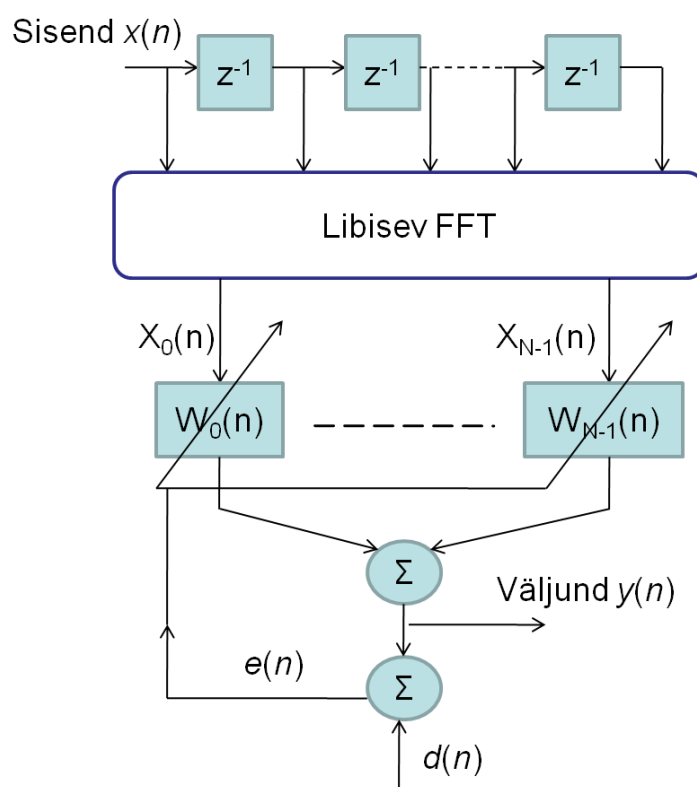 Sisend x(n)
z⁻¹ z⁻¹ z⁻¹
Libisev FFT
X₀(n) Xₙ₋₁(n)
W₀(n) Wₙ₋₁(n)
Σ
Väljund y(n)
e(n)
Σ
d(n)